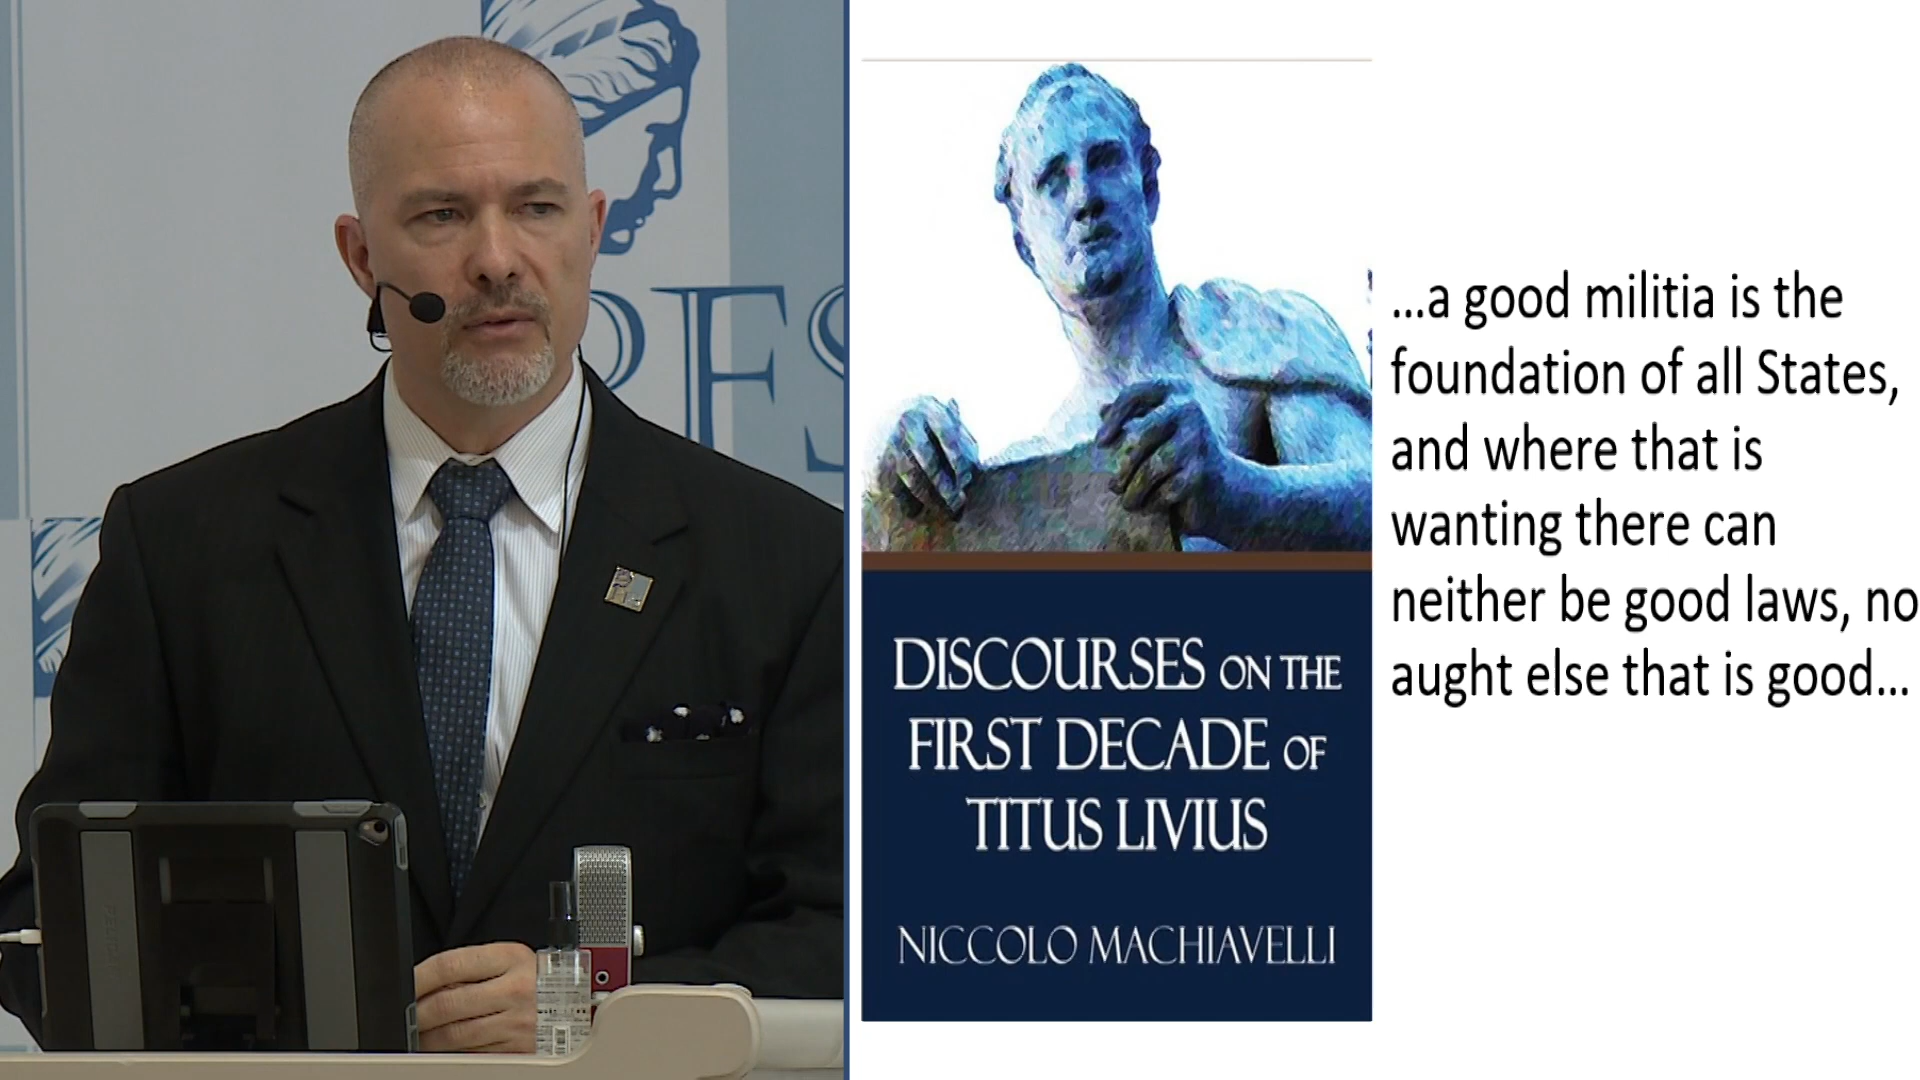 PFS
DISCOURSES ON THE
FIRST DECADE OF
TITUS LIVIUS
NICCOLO MACHIAVELLI
...a good militia is the
foundation of all States,
and where that is
wanting there can
neither be good laws, no
aught else that is good...